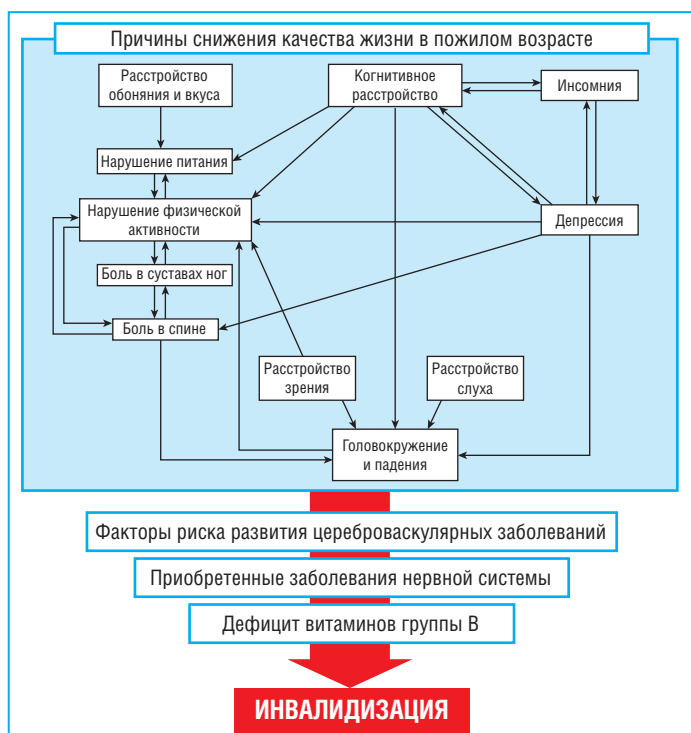 Причины снижения качества жизни в пожилом возрасте
Расстройство
обоняния и вкуса
Когнитивное
расстройство
Инсомния
Нарушение питания
Нарушение физической
активности
Депрессия
Боль в суставах ног
Боль в спине
Расстройство
зрения
Расстройство
слуха
Головокружение
и падения
Факторы риска развития цереброваскулярных заболеваний
Приобретенные заболевания нервной системы
Дефицит витаминов группы В
ИНВАЛИДИЗАЦИЯ